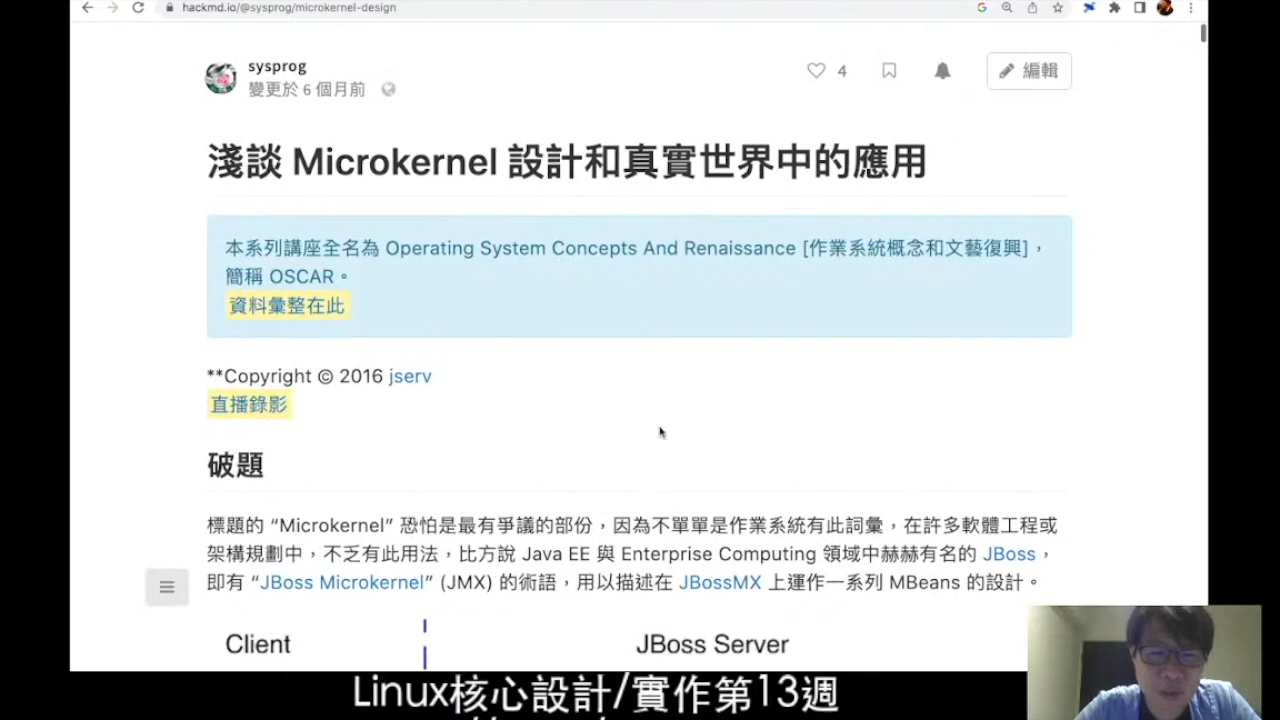 hackmd.io/@sysprog/microkernel-design
sysprog
變更於 6 個月前
4
編輯
淺談 Microkernel 設計和真實世界中的應用
本系列講座全名為 Operating System Concepts And Renaissance [作業系統概念和文藝復興]，
簡稱 OSCAR。
資料彙整在此
**Copyright © 2016 jserv
直播錄影
破題
標題的 “Microkernel” 恐怕是最有爭議的部份，因為不單單是作業系統有此詞彙，在許多軟體工程或
架構規劃中，不乏有此用法，比方說 Java EE 與 Enterprise Computing 領域中赫赫有名的 JBoss，
即有 “JBoss Microkernel” (JMX) 的術語，用以描述在 JBossMX 上運作一系列 MBeans 的設計。
Client
JBoss Server
Linux核心設計/實作第13週